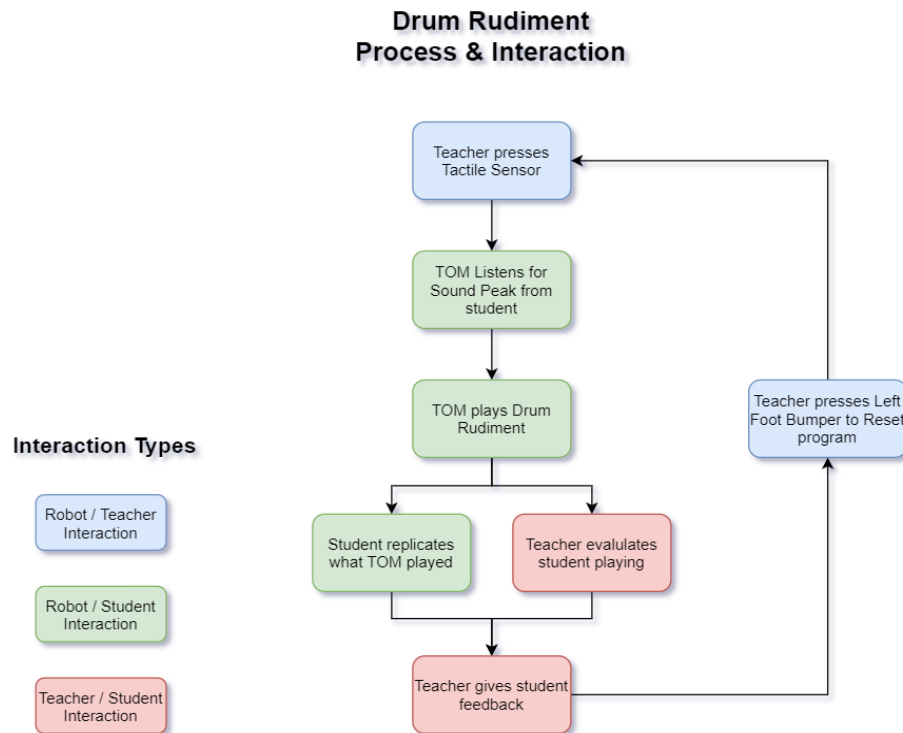 Drum Rudiment
Process & Interaction
Teacher presses
Tactile Sensor
TOM Listens for
Sound Peak from
student
TOM plays Drum
Rudiment
Teacher presses Left
Foot Bumper to Reset
program
Student replicates
what TOM played
Teacher evalulates
student playing
Teacher gives student
feedback
Interaction Types
Robot / Teacher
Interaction
Robot / Student
Interaction
Teacher / Student
Interaction